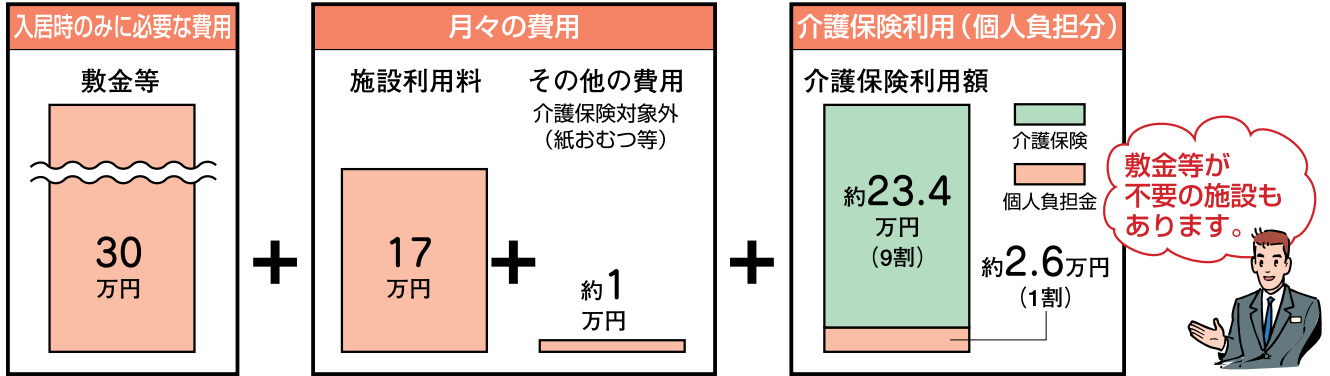 入居時のみに必要な費用
敷金等
30
万円
+
月々の費用
施設利用料
17
万円
+
その他の費用
介護保険対象外
（紙おむつ等）
約1
万円
+
介護保険利用（個人負担分）
介護保険利用額
約23.4
万円
（9割）
介護保険
個人負担金
約2.6万円
（1割）
敷金等が
不要の施設も
あります。